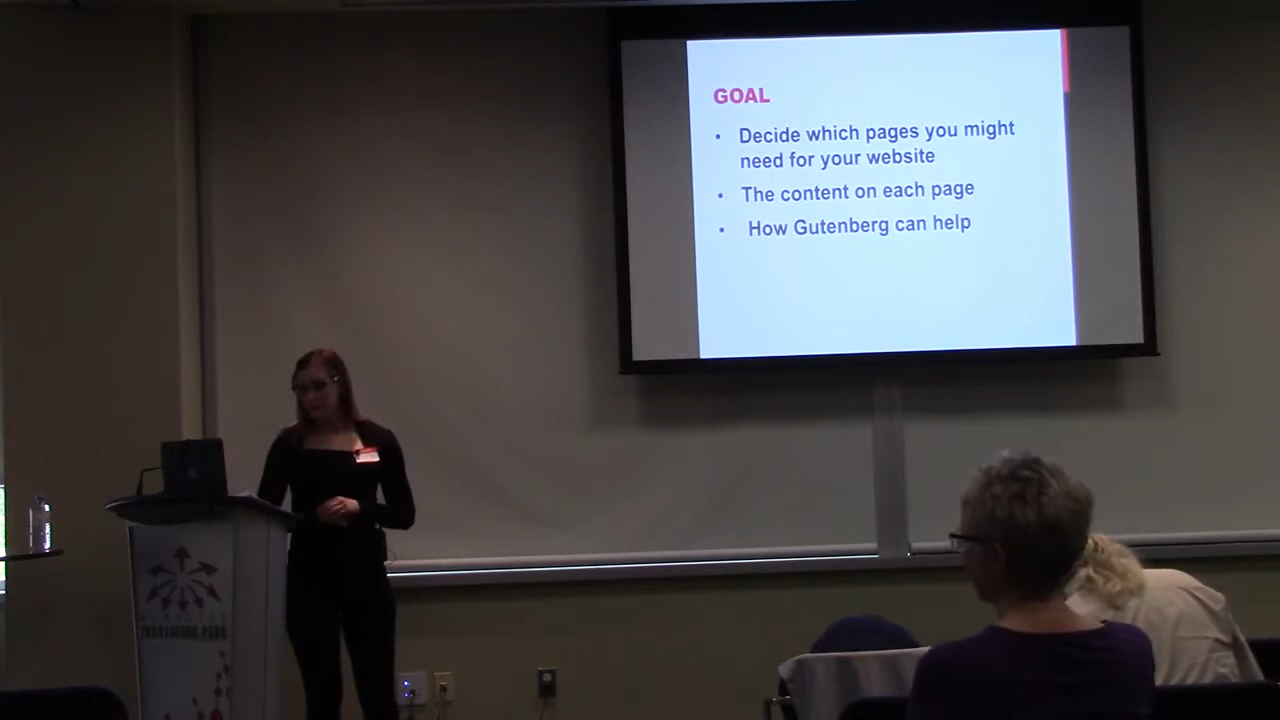 GOAL
• Decide which pages you might
need for your website
• The content on each page
• How Gutenberg can help